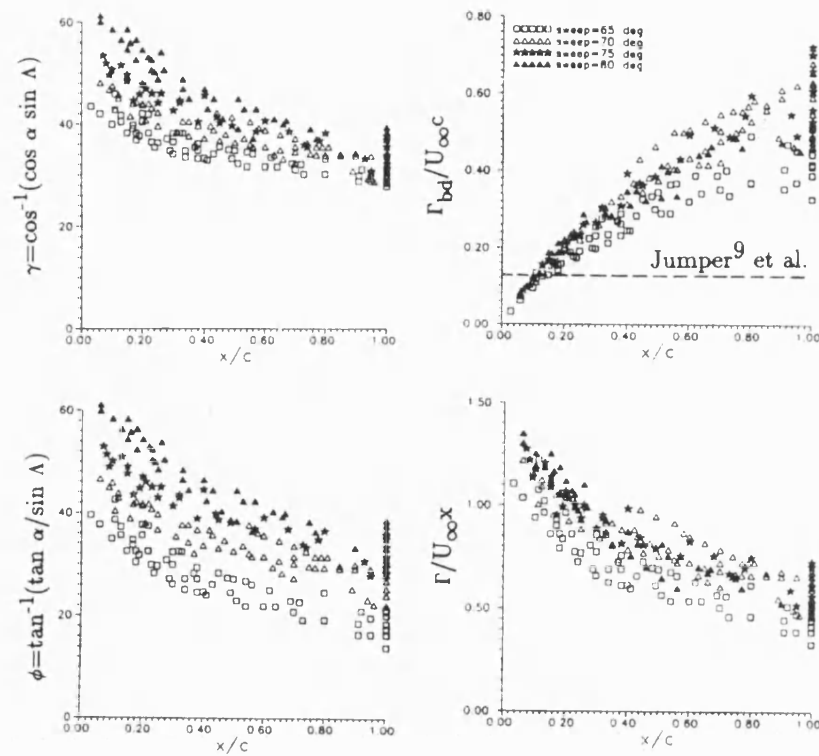 γ=cos⁻¹(cos α sin Λ)
60
40
20
0
0.00 0.20 0.40 0.60 0.80 1.00
x/c
Γbd/U∞c
0.80
0.60
0.40
0.20
0.00
sweep=65 deg
sweep=70 deg
sweep=75 deg
sweep=80 deg
Jumper⁹ et al.
0.00 0.20 0.40 0.60 0.80 1.00
x/c
φ=tan⁻¹(tan α/sin Λ)
60
40
20
0
0.00 0.20 0.40 0.60 0.80 1.00
x/c
Γ/U∞x
1.50
1.00
0.50
0.00
0.00 0.20 0.40 0.60 0.80 1.00
x/c